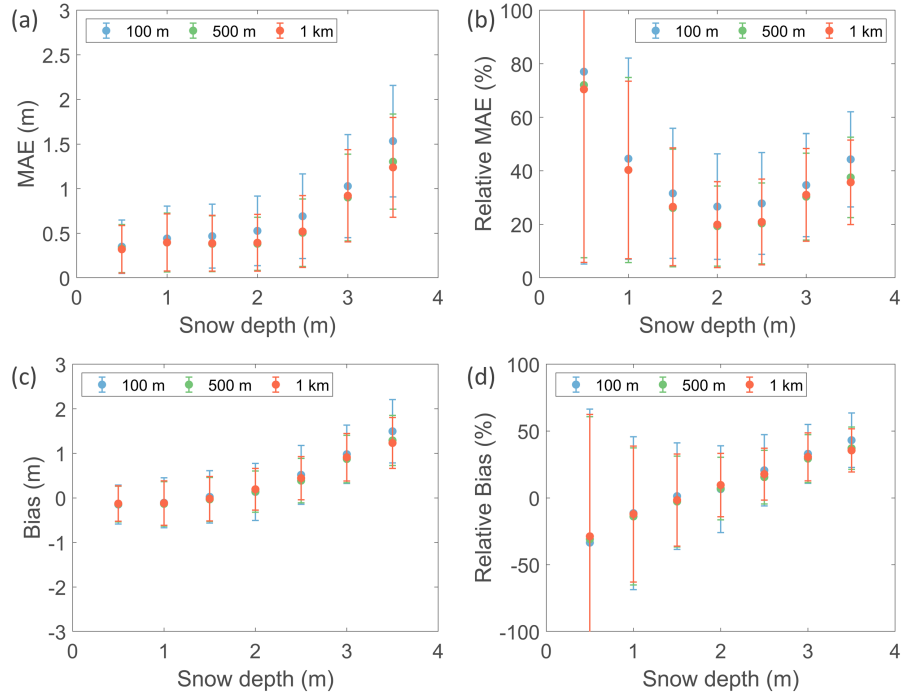 (a)
3
2.5
2
1.5
1
0.5
0
MAE (m)
100 m 500 m 1 km
0 1 2 3 4
Snow depth (m)
(b)
100
80
60
40
20
0
Relative MAE (%)
100 m 500 m 1 km
0 1 2 3 4
Snow depth (m)
(c)
3
2
1
0
-1
-2
-3
Bias (m)
100 m 500 m 1 km
0 1 2 3 4
Snow depth (m)
(d)
100
50
0
-50
-100
Relative Bias (%)
100 m 500 m 1 km
0 1 2 3 4
Snow depth (m)